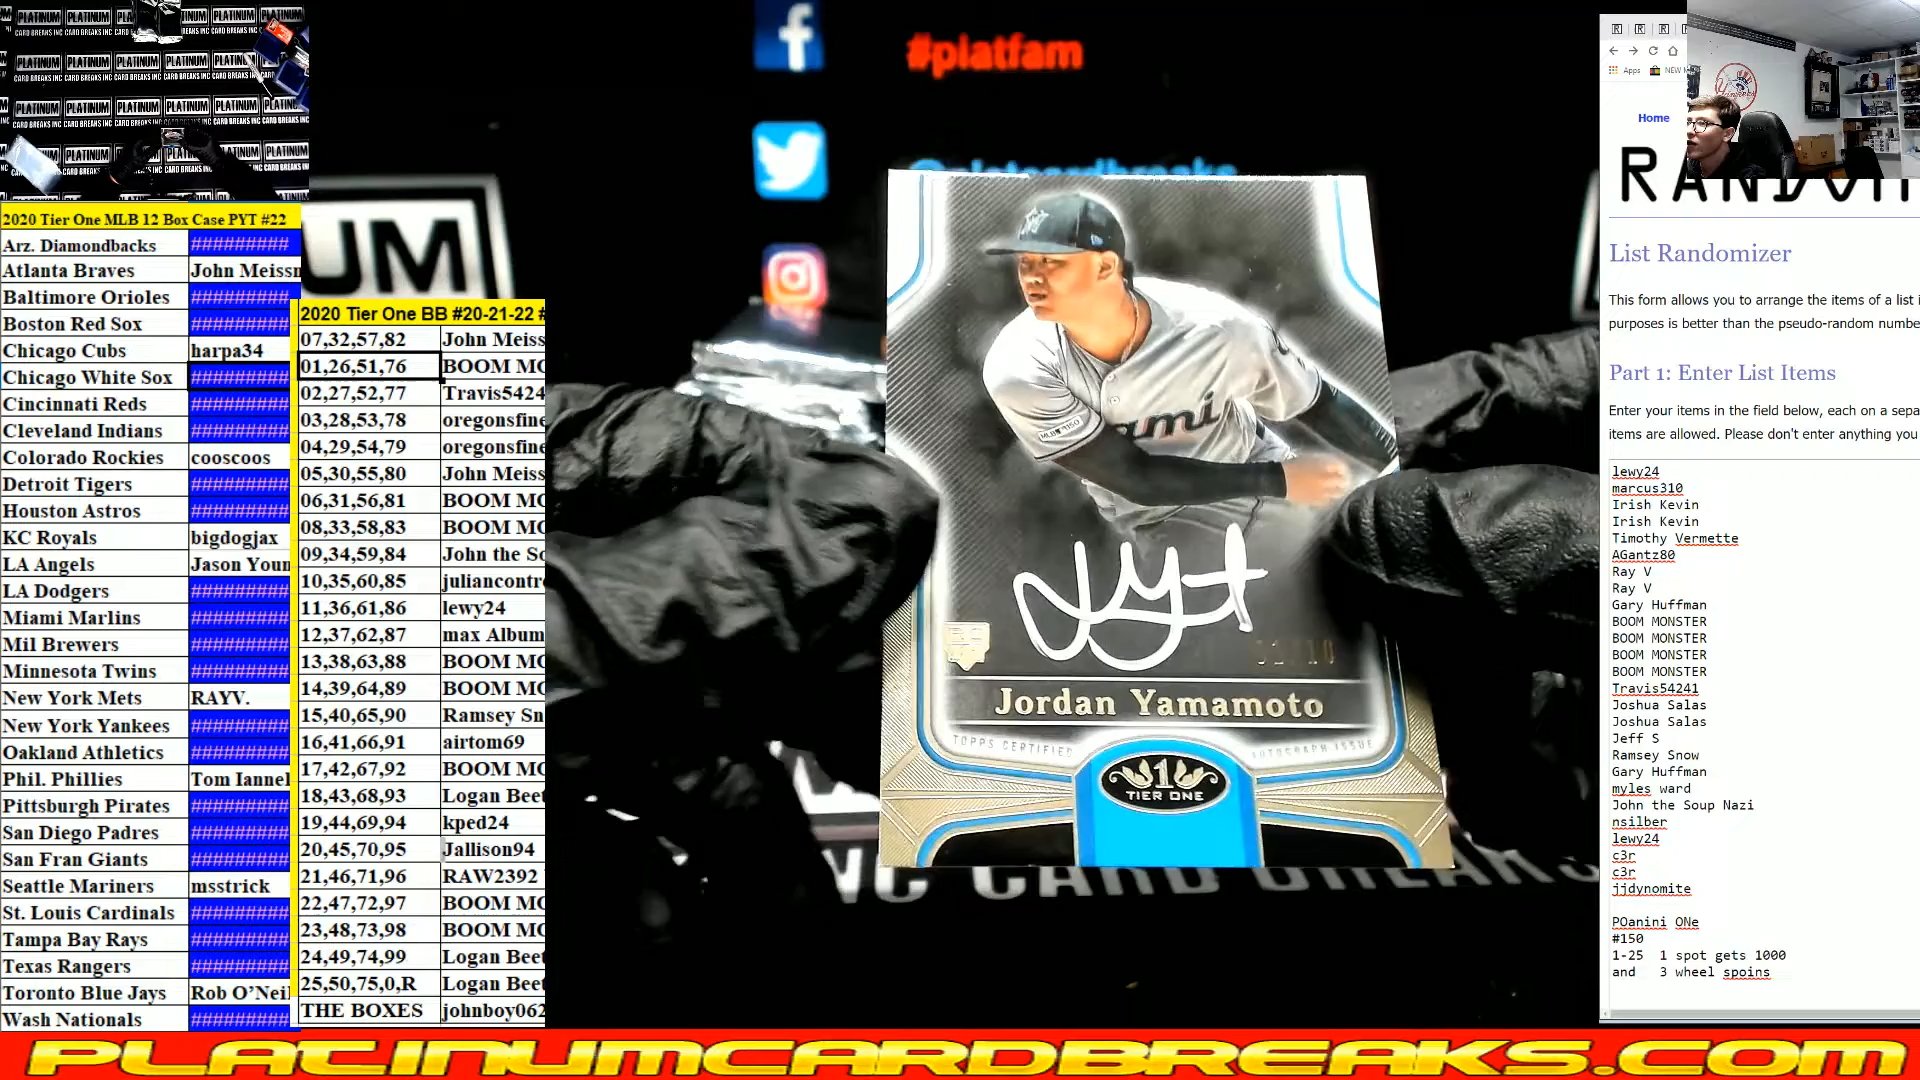 PLATINUM
CARD BREAKS INC
2020 Tier One MLB 12 Box Case PYT #22
Arz. Diamondbacks #########
Atlanta Braves John Meissn
Baltimore Orioles #########
Boston Red Sox #########
Chicago Cubs harpa34
Chicago White Sox #########
Cincinnati Reds #########
Cleveland Indians #########
Colorado Rockies cooscoos
Detroit Tigers #########
Houston Astros #########
KC Royals bigdogjax
LA Angels Jason Youn
LA Dodgers #########
Miami Marlins #########
Mil Brewers #########
Minnesota Twins #########
New York Mets RAYV.
New York Yankees #########
Oakland Athletics #########
Phil. Phillies Tom Iannel
Pittsburgh Pirates #########
San Diego Padres #########
San Fran Giants #########
Seattle Mariners msstrick
St. Louis Cardinals #########
Tampa Bay Rays #########
Texas Rangers #########
Toronto Blue Jays Rob O'Nei
Wash Nationals #########
2020 Tier One BB #20-21-22 #
07,32,57,82 John Meiss
01,26,51,76 BOOM MO
02,27,52,77 Travis5424
03,28,53,78 oregonsfine
04,29,54,79 oregonsfine
05,30,55,80 John Meiss
06,31,56,81 BOOM MO
08,33,58,83 BOOM MO
09,34,59,84 John the So
10,35,60,85 juliancontr
11,36,61,86 lewy24
12,37,62,87 max Album
13,38,63,88 BOOM MO
14,39,64,89 BOOM MO
15,40,65,90 Ramsey Sn
16,41,66,91 airtom69
17,42,67,92 BOOM MO
18,43,68,93 Logan Beet
19,44,69,94 kped24
20,45,70,95 Jallison94
21,46,71,96 RAW2392
22,47,72,97 BOOM MO
23,48,73,98 BOOM MO
24,49,74,99 Logan Beet
25,50,75,0,R Logan Beet
THE BOXES johnboy062
UM
#platfam
@platcardbreaks
ami
Jordan Yamamoto
TOPPS CERTIFIED AUTOGRAPH ISSUE
1
TIER ONE
NC CARD BREAKS
Apps NEW
Home
RANDOM
List Randomizer
This form allows you to arrange the items of a list i
purposes is better than the pseudo-random numbe
Part 1: Enter List Items
Enter your items in the field below, each on a sepa
items are allowed. Please don't enter anything you
lewy24
marcus310
Irish Kevin
Irish Kevin
Timothy Vermette
AGantz80
Ray V
Ray V
Gary Huffman
BOOM MONSTER
BOOM MONSTER
BOOM MONSTER
BOOM MONSTER
Travis54241
Joshua Salas
Joshua Salas
Jeff S
Ramsey Snow
Gary Huffman
myles ward
John the Soup Nazi
nsilber
lewy24
c3r
c3r
jjdynomite
POanini ONe
#150
1-25 1 spot gets 1000
and 3 wheel spoins
PLATINUMCARDBREAKS.COM